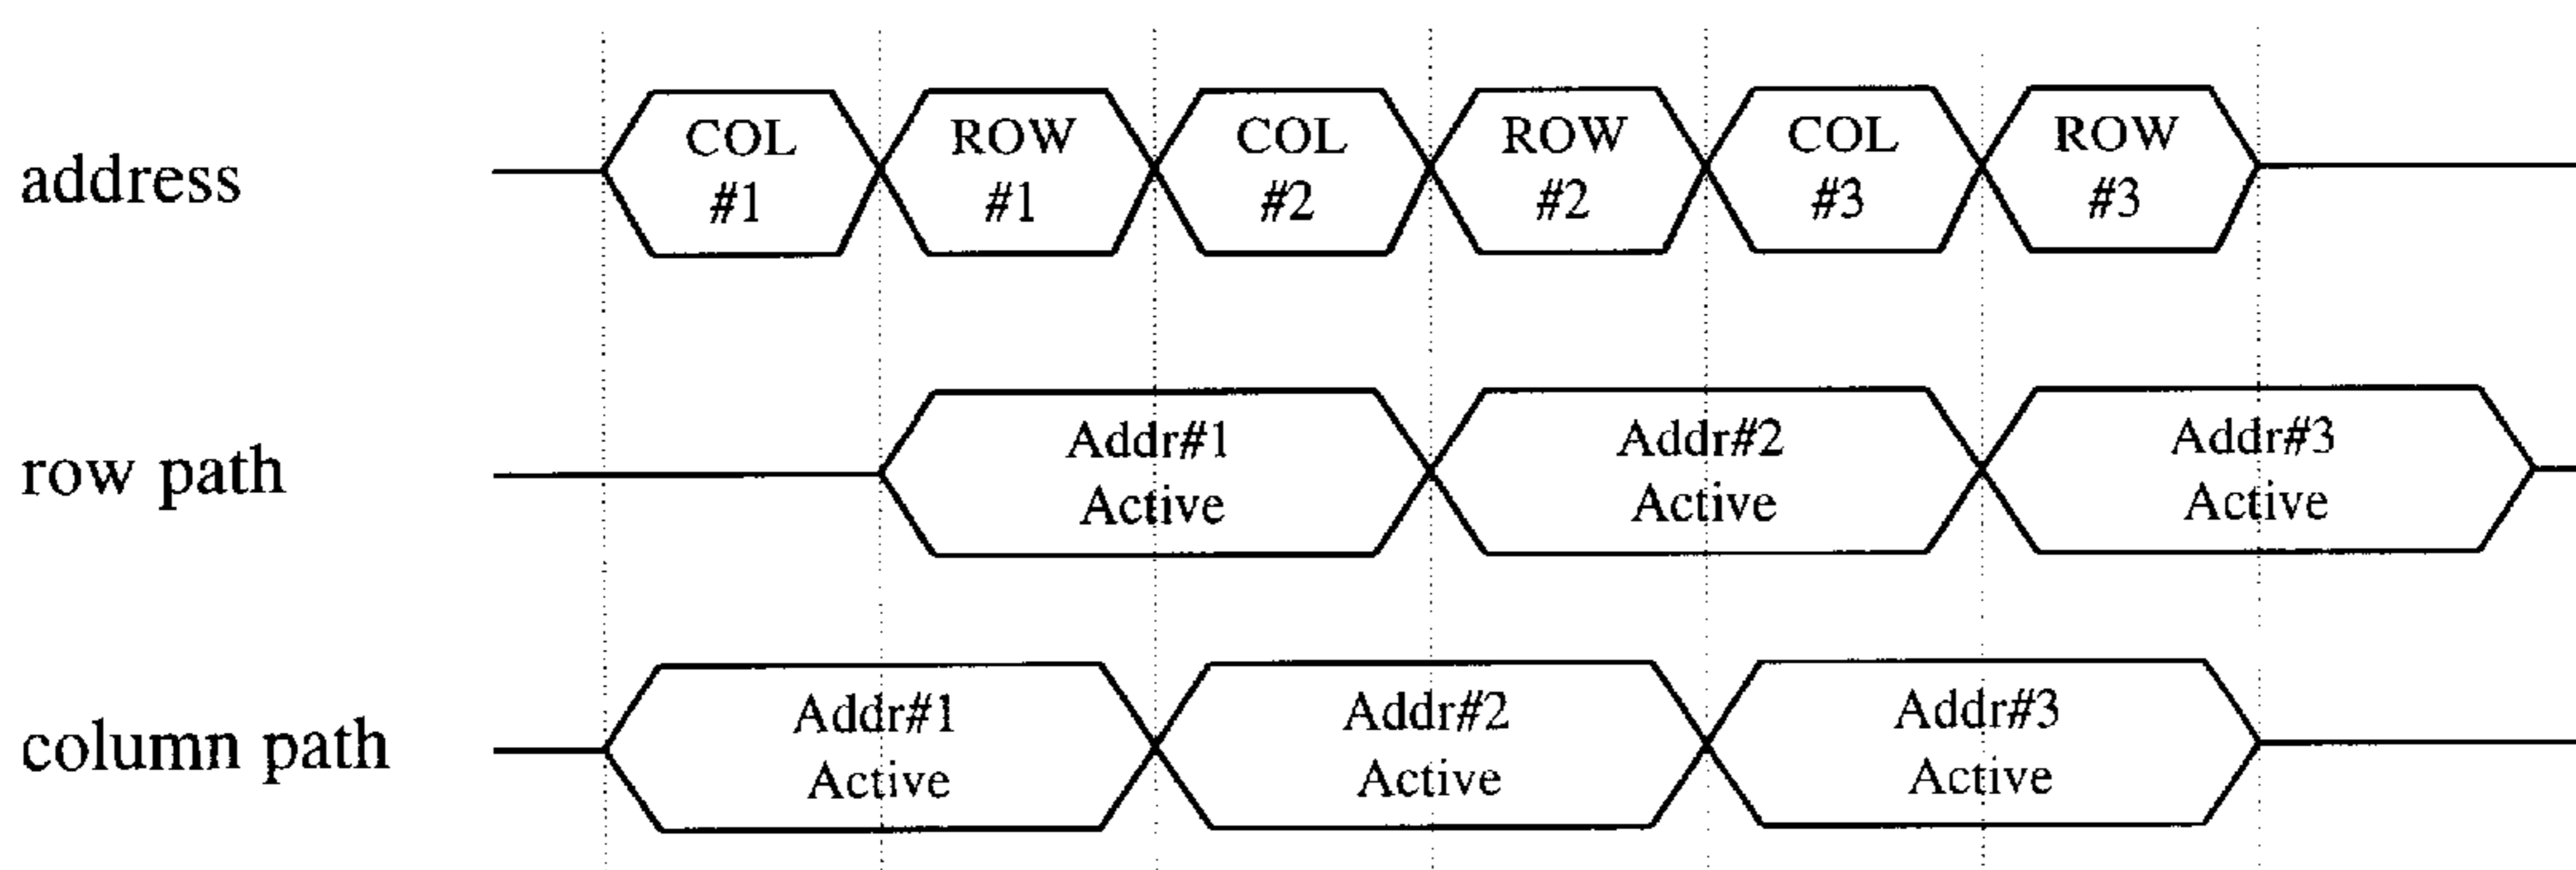 address
COL
#1
ROW
#1
COL
#2
ROW
#2
COL
#3
ROW
#3
row path
Addr#1
Active
Addr#2
Active
Addr#3
Active
column path
Addr#1
Active
Addr#2
Active
Addr#3
Active